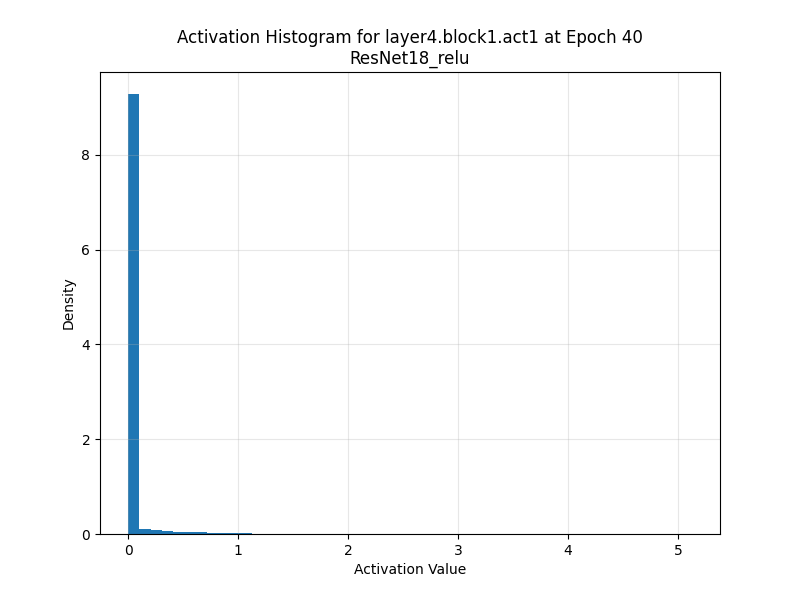 Activation Histogram for layer4.block1.act1 at Epoch 40
ResNet18_relu
Density
8
6
4
2
0
0 1 2 3 4 5
Activation Value